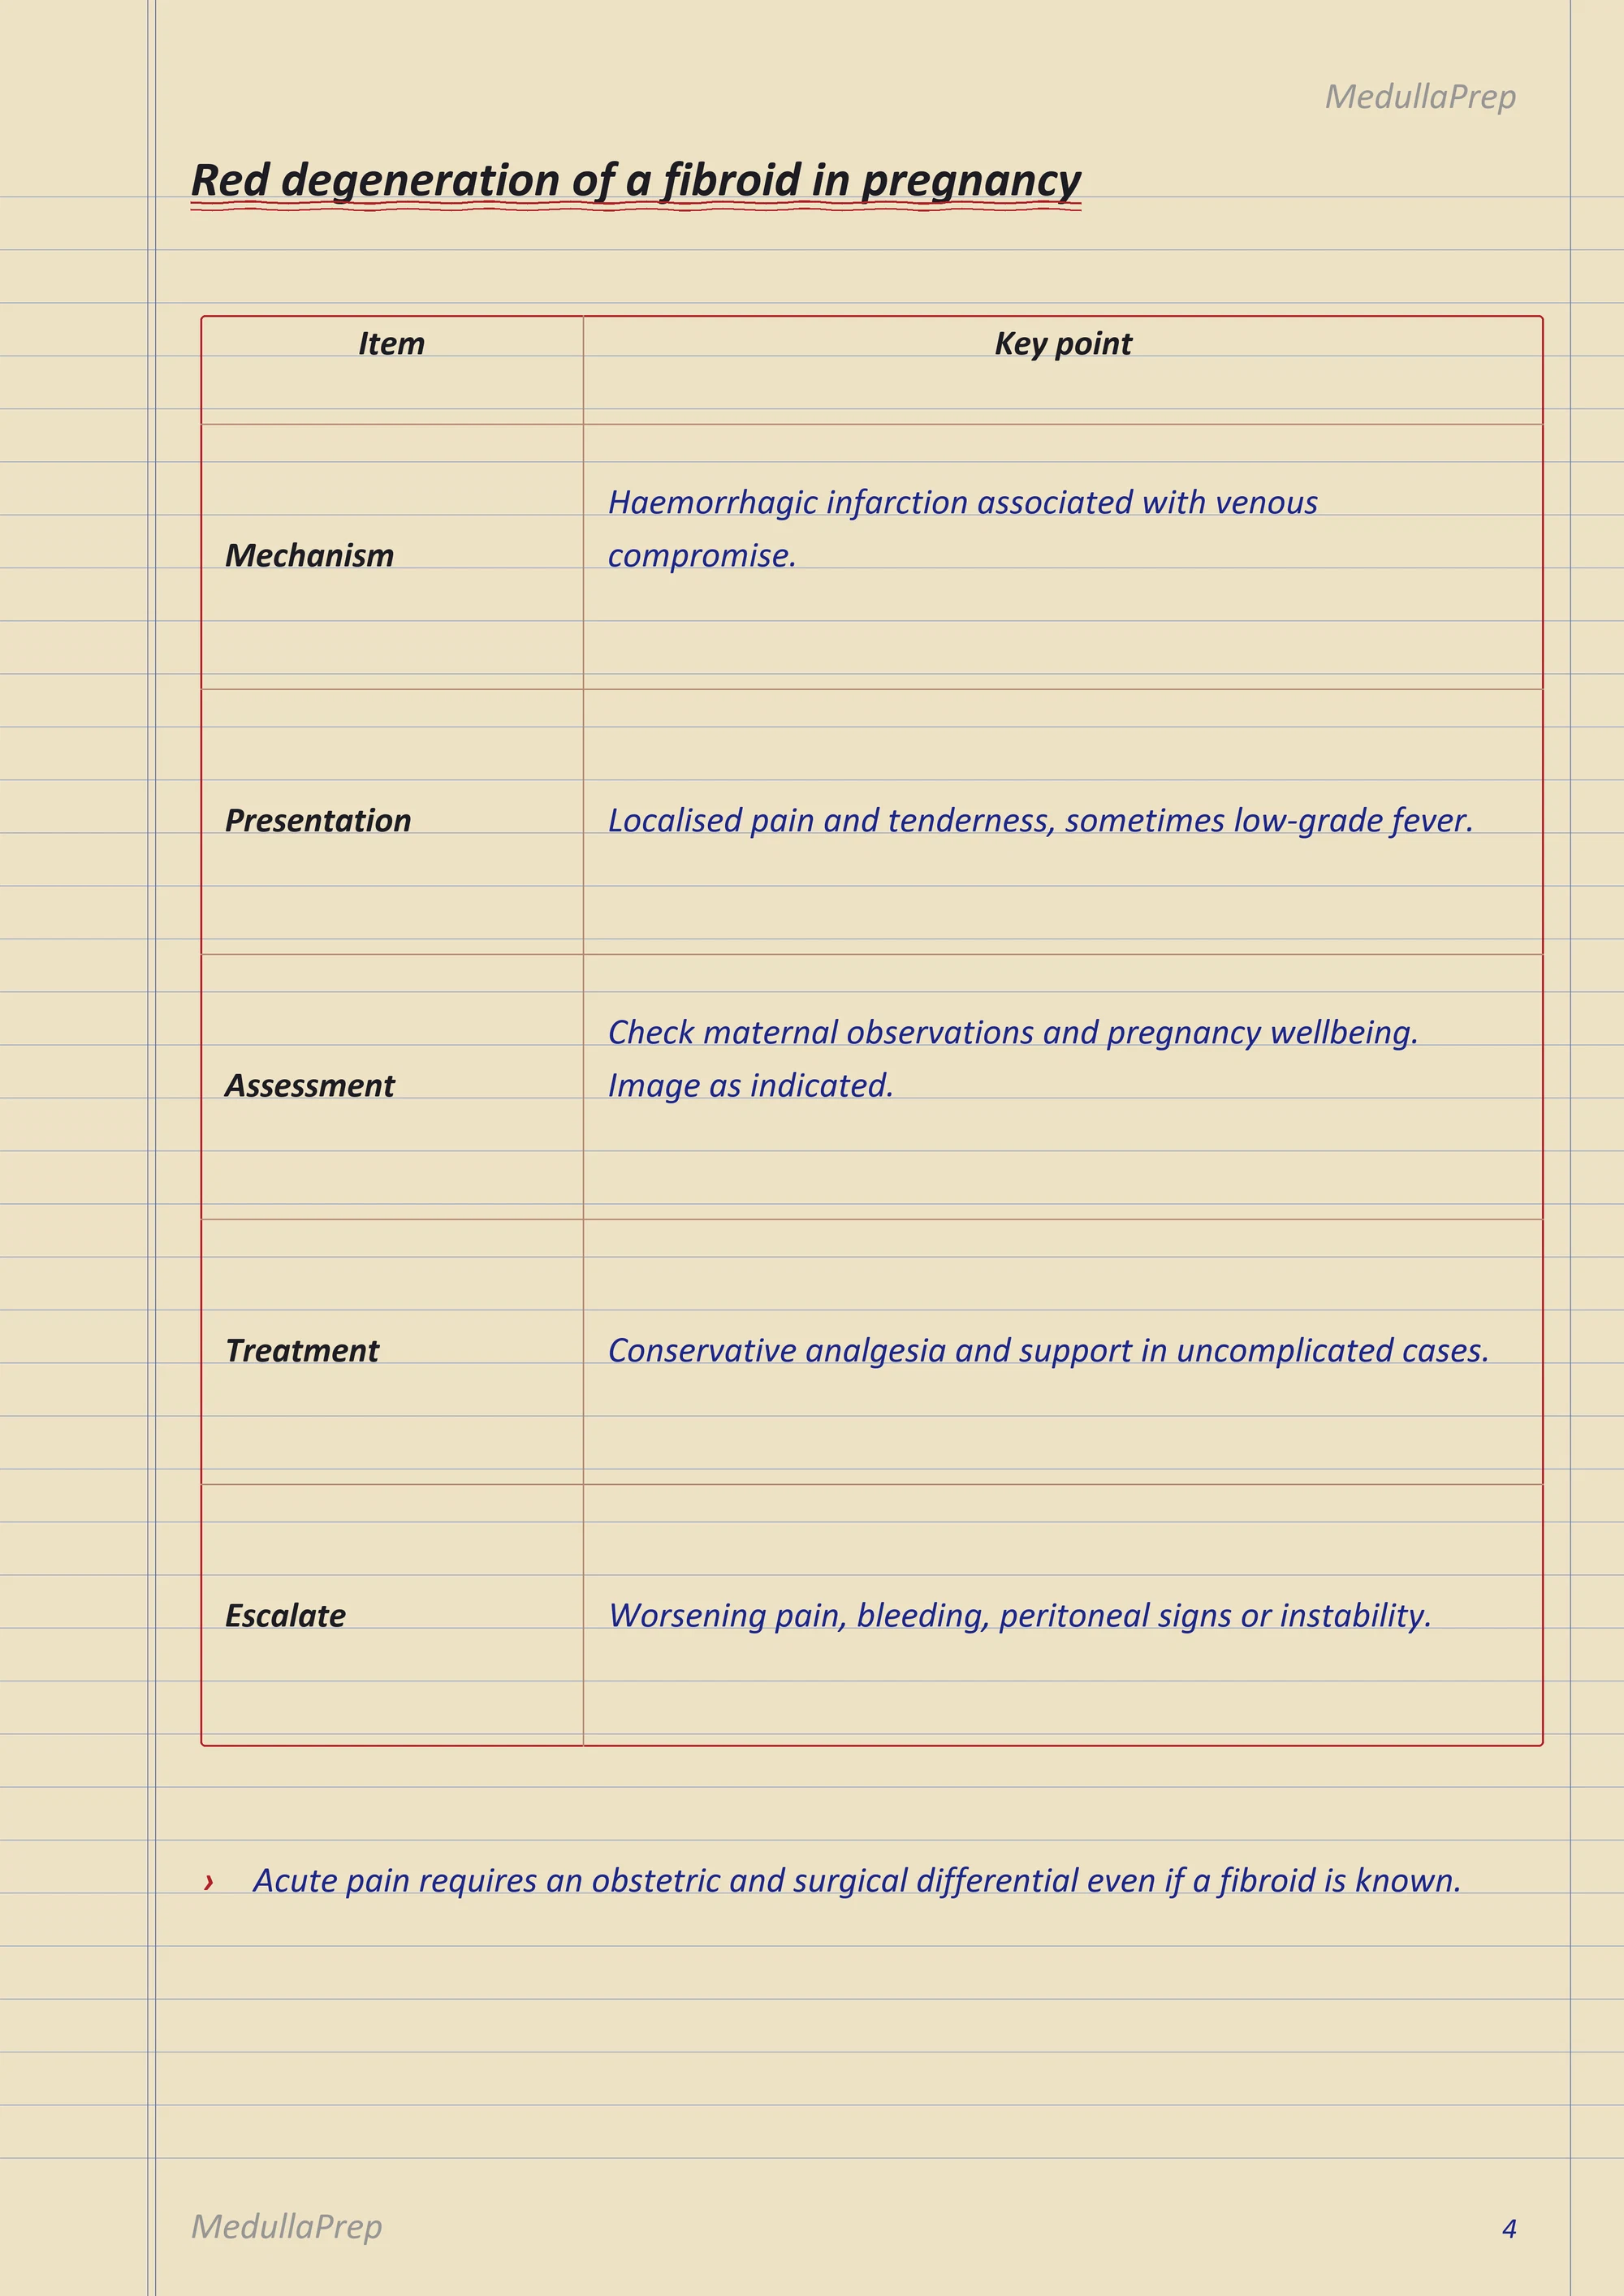 MedullaPrep
Red degeneration of a fibroid in pregnancy
Item Key point
Haemorrhagic infarction associated with venous
Mechanism compromise.
Presentation Localised pain and tenderness, sometimes low-grade fever.
Check maternal observations and pregnancy wellbeing.
Assessment Image as indicated.
Treatment Conservative analgesia and support in uncomplicated cases.
Escalate Worsening pain, bleeding, peritoneal signs or instability.
› Acute pain requires an obstetric and surgical differential even if a fibroid is known.
MedullaPrep 4